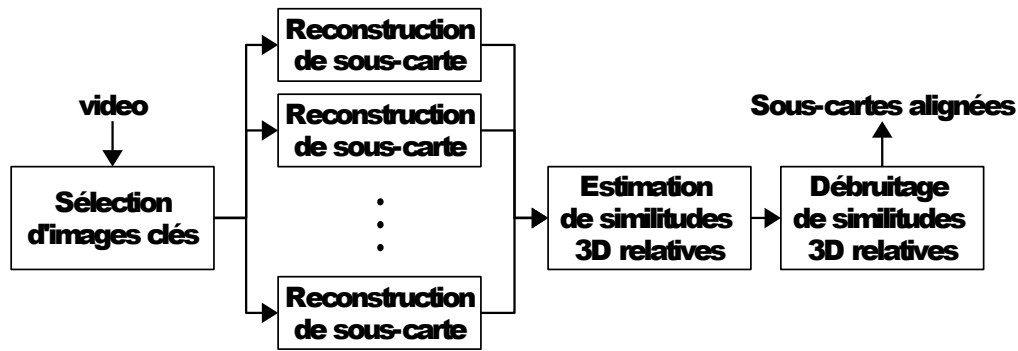 video
Sélection
d'images clés
Reconstruction
de sous-carte
Reconstruction
de sous-carte
Reconstruction
de sous-carte
Estimation
de similitudes
3D relatives
Débruitage
de similitudes
3D relatives
Sous-cartes alignées